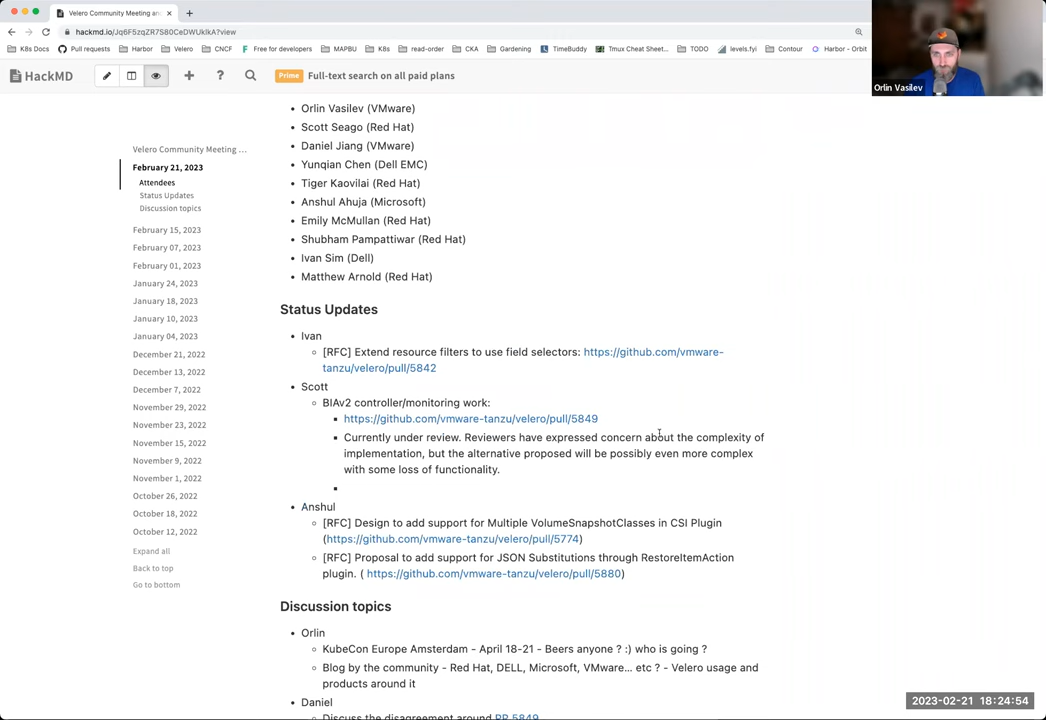 Velero Community Meeting an
hackmd.io/Jq6F5zqZR7S80CeDWUkIkA?view
K8s Docs
Pull requests
Harbor
Velero
CNCF
Free for developers
MAPBU
K8s
read-order
CKA
Gardening
TimeBuddy
Tmux Cheat Sheet...
TODO
levels.fyi
Contour
Harbor - Orbit
Orlin Vasilev
HackMD
Prime Full-text search on all paid plans
Velero Community Meeting ...
February 21, 2023
Attendees
Status Updates
Discussion topics
February 15, 2023
February 07, 2023
February 01, 2023
January 24, 2023
January 18, 2023
January 10, 2023
January 04, 2023
December 21, 2022
December 13, 2022
December 7, 2022
November 29, 2022
November 23, 2022
November 15, 2022
November 9, 2022
November 1, 2022
October 26, 2022
October 18, 2022
October 12, 2022
Expand all
Back to top
Go to bottom
Orlin Vasilev (VMware)
Scott Seago (Red Hat)
Daniel Jiang (VMware)
Yunqian Chen (Dell EMC)
Tiger Kaovilai (Red Hat)
Anshul Ahuja (Microsoft)
Emily McMullan (Red Hat)
Shubham Pampattiwar (Red Hat)
Ivan Sim (Dell)
Matthew Arnold (Red Hat)
Status Updates
Ivan
[RFC] Extend resource filters to use field selectors: https://github.com/vmware-
tanzu/velero/pull/5842
Scott
BIAv2 controller/monitoring work:
https://github.com/vmware-tanzu/velero/pull/5849
Currently under review. Reviewers have expressed concern about the complexity of
implementation, but the alternative proposed will be possibly even more complex
with some loss of functionality.
Anshul
[RFC] Design to add support for Multiple VolumeSnapshotClasses in CSI Plugin
(https://github.com/vmware-tanzu/velero/pull/5774)
[RFC] Proposal to add support for JSON Substitutions through RestoreItemAction
plugin. ( https://github.com/vmware-tanzu/velero/pull/5880)
Discussion topics
Orlin
KubeCon Europe Amsterdam - April 18-21 - Beers anyone ? :) who is going ?
Blog by the community - Red Hat, DELL, Microsoft, VMware... etc ? - Velero usage and
products around it
Daniel
Discuss the disagreement around PR 5849
2023-02-21 18:24:54